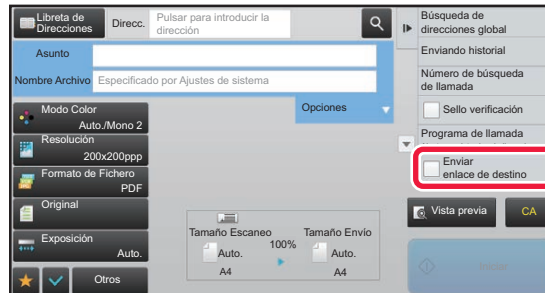 Libreta de
Direcciones
Direcc.
Pulsar para introducir la
dirección
Asunto
Nombre Archivo
Especificado por Ajustes de sistema
Opciones
Modo Color
Auto./Mono 2
Resolución
200x200ppp
Formato de Fichero
PDF
Original
Exposición
Auto.
Otros
Tamaño Escaneo
Auto.
A4
100%
Tamaño Envio
Auto.
A4
Búsqueda de
direcciones global
Enviando historial
Número de búsqueda
de llamada
Sello verificación
Programa de llamada
Enviar
enlace de destino
Vista previa
CA
Iniciar